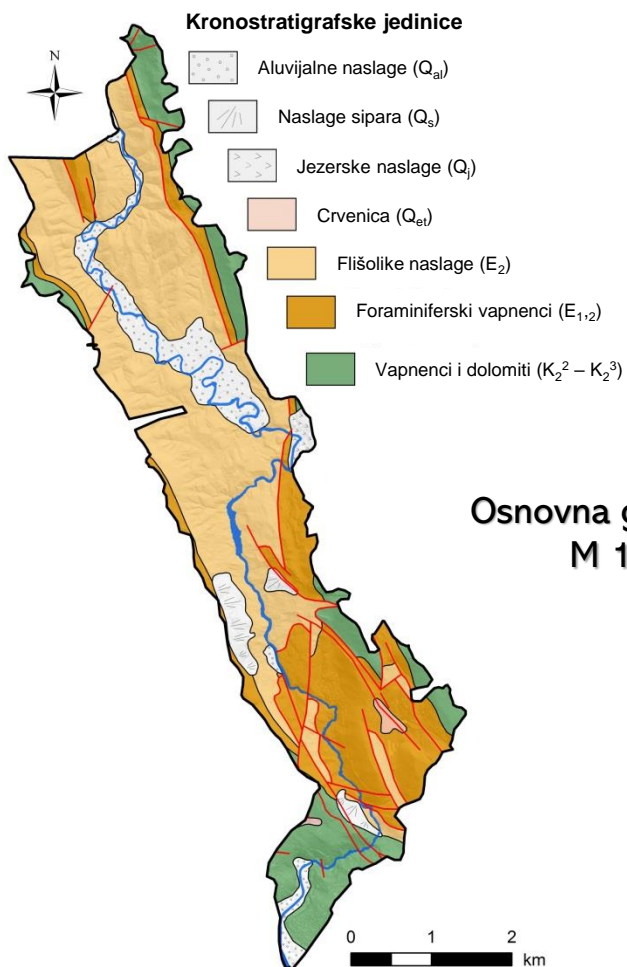 Kronostratigrafske jedinice
N
Aluvijalne naslage (Qal)
Naslage sipara (Qs)
Jezerske naslage (Qj)
Crvenica (Qet)
Flišolike naslage (E2)
Foraminiferski vapnenci (E1,2)
Vapnenci i dolomiti (K2² – K2³)
Osnovna g
M 1
0 1 2
km